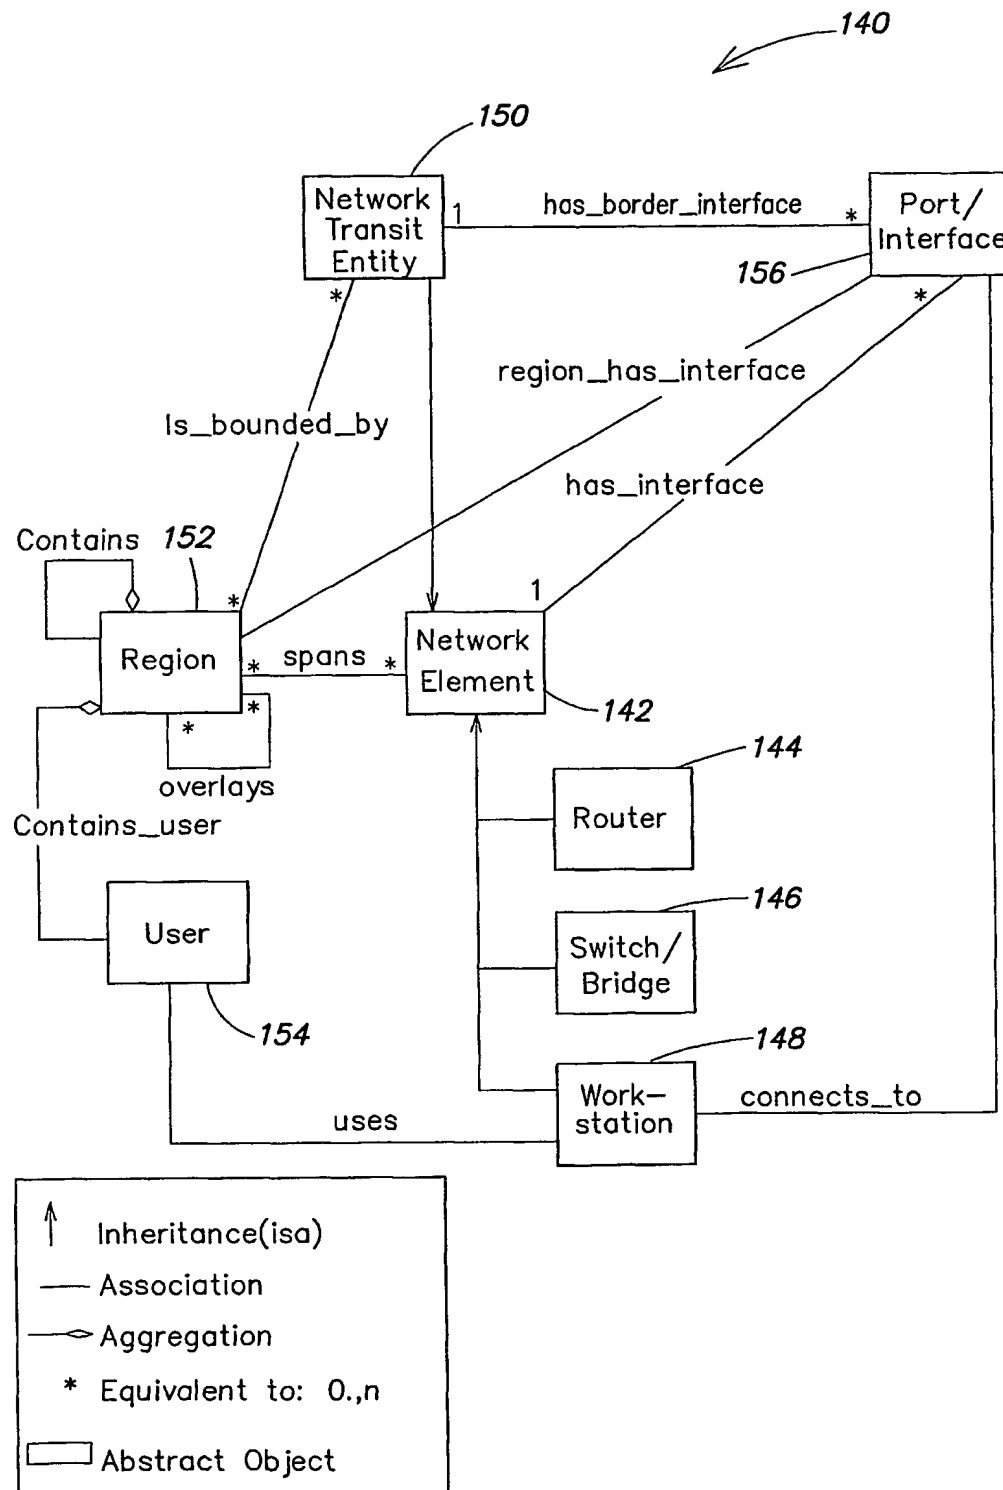 140
150
Network
Transit
Entity
1
has_border_interface
*
Port/
Interface
156
*
*
region_has_interface
Is_bounded_by
has_interface
Contains
152
*
1
Region
*
spans
*
Network
Element
142
*
*
overlays
144
Router
Contains_user
User
146
Switch/
Bridge
154
148
Work-
station
connects_to
uses
Inheritance(isa)
Association
Aggregation
* Equivalent to: 0.,n
Abstract Object